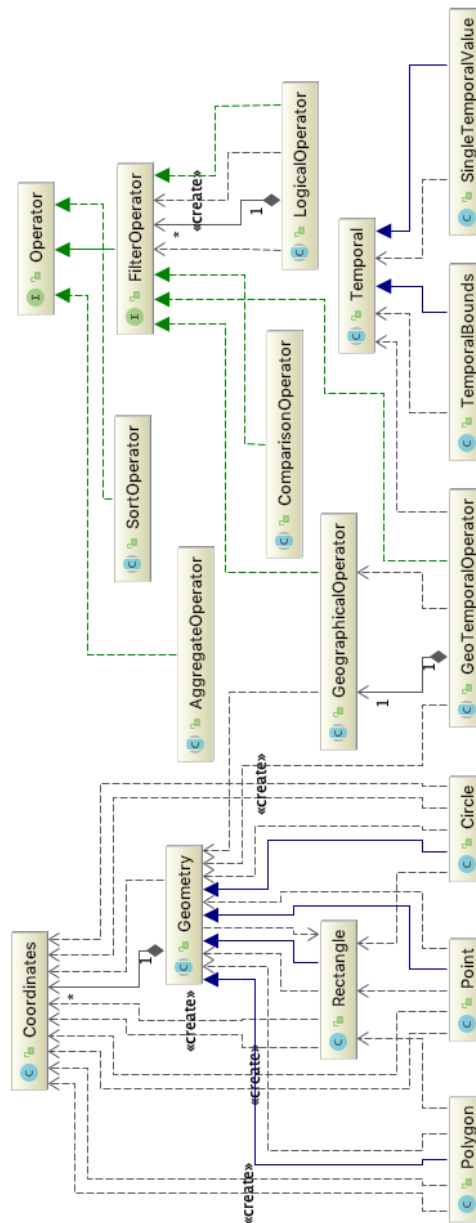 Coordinates
Operator
Geometry
FilterOperator
SortOperator
AggregateOperator
LogicalOperator
Rectangle
GeographicalOperator
ComparisonOperator
Temporal
Polygon
Point
Circle
GeoTemporalOperator
TemporalBounds
SingleTemporalValue
«create»
«create»
«create»
«create»
«create»
*
1
*
1
1
1
C
I
C
I
C
C
C
C
C
C
C
C
C
C
C
C
C